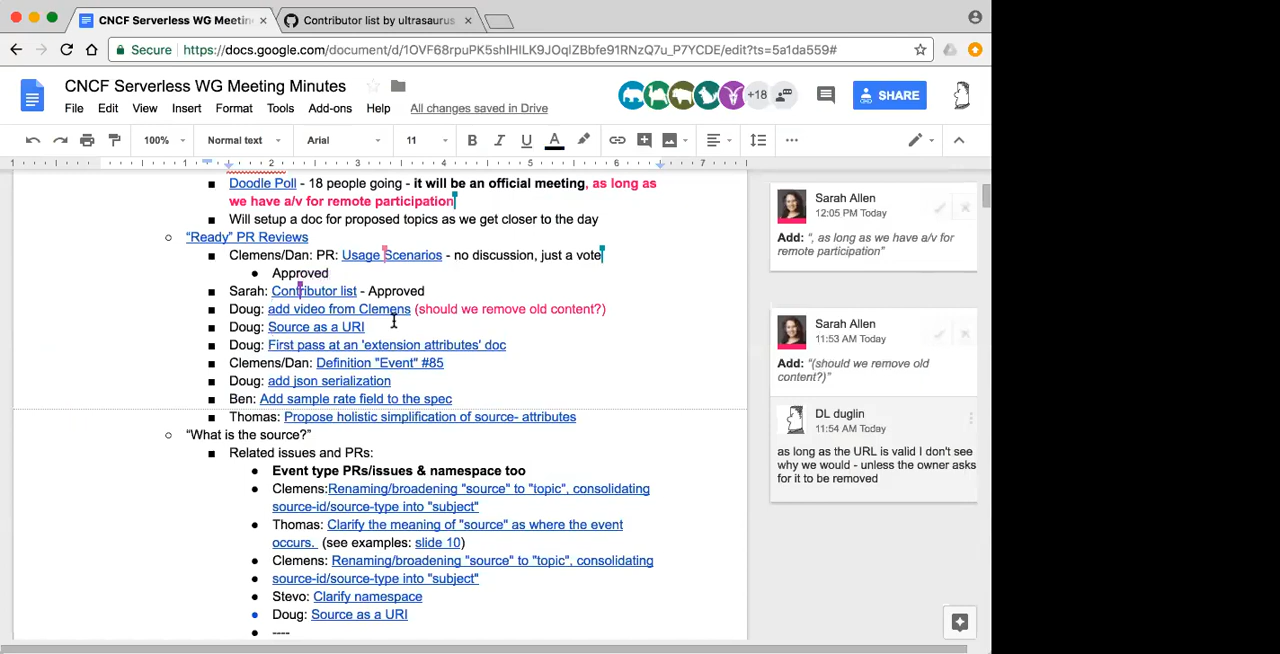 CNCF Serverless WG Meetin
Contributor list by ultrasaurus
Secure
https://docs.google.com/document/d/1OVF68rpuPK5shIHILK9JOqlZBbfe91RNzQ7u_P7YCDE/edit?ts=5a1da559#
CNCF Serverless WG Meeting Minutes
File Edit View Insert Format Tools Add-ons Help All changes saved in Drive
+18
SHARE
100% Normal text Arial 11 B I U A
1 1 2 3 4 5 6 7
Doodle Poll - 18 people going - it will be an official meeting, as long as
we have a/v for remote participation
Will setup a doc for proposed topics as we get closer to the day
“Ready” PR Reviews
Clemens/Dan: PR: Usage Scenarios - no discussion, just a vote
Approved
Sarah: Contributor list - Approved
Doug: add video from Clemens (should we remove old content?)
Doug: Source as a URI
Doug: First pass at an 'extension attributes' doc
Clemens/Dan: Definition "Event" #85
Doug: add json serialization
Ben: Add sample rate field to the spec
Thomas: Propose holistic simplification of source- attributes
“What is the source?”
Related issues and PRs:
Event type PRs/issues & namespace too
Clemens:Renaming/broadening "source" to "topic", consolidating
source-id/source-type into "subject"
Thomas: Clarify the meaning of "source" as where the event
occurs. (see examples: slide 10)
Clemens: Renaming/broadening "source" to "topic", consolidating
source-id/source-type into "subject"
Stevo: Clarify namespace
Doug: Source as a URI
----
Sarah Allen
12:05 PM Today
Add: “, as long as we have a/v for
remote participation”
Sarah Allen
11:53 AM Today
Add: “(should we remove old
content?)”
DL duglin
11:54 AM Today
as long as the URL is valid I don't see
why we would - unless the owner asks
for it to be removed